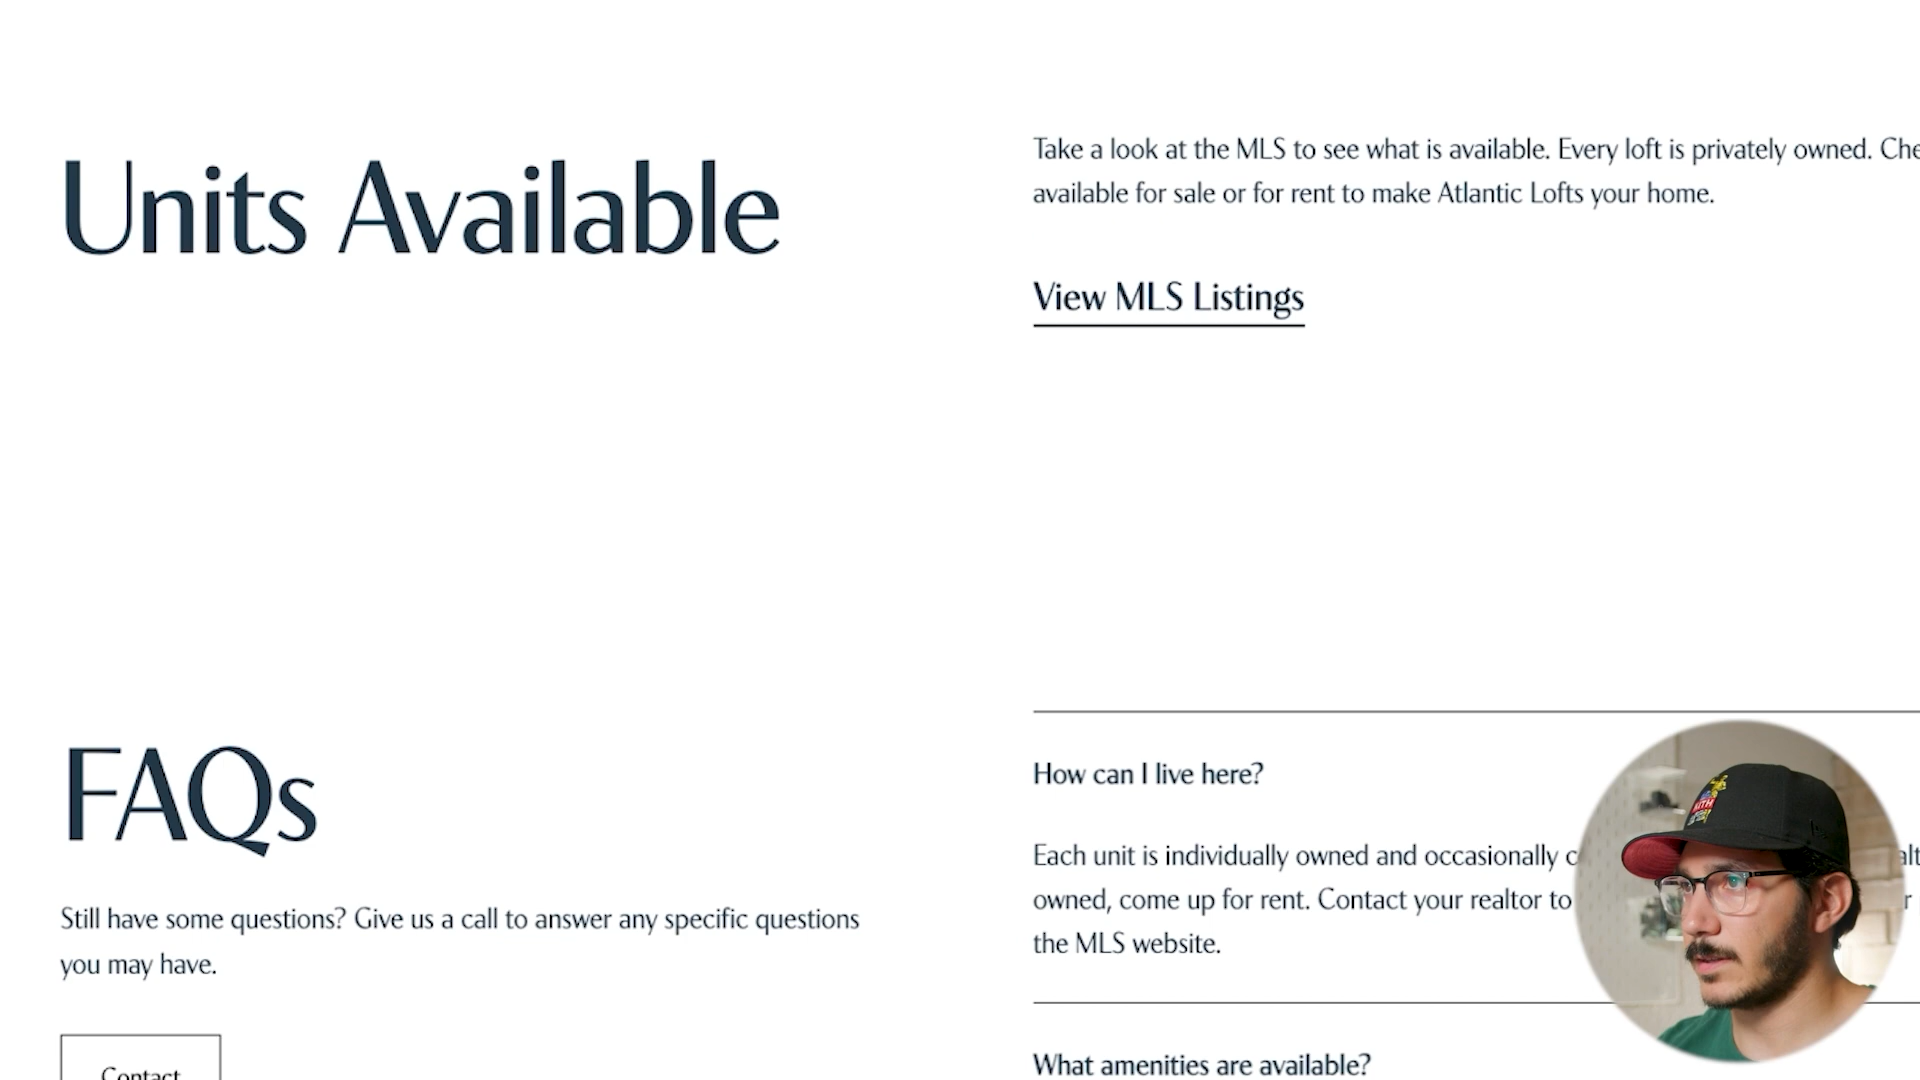 Units Available
Take a look at the MLS to see what is available. Every loft is privately owned.
available for sale or for rent to make Atlantic Lofts your home.
View MLS Listings
FAQs
Still have some questions? Give us a call to answer any specific questions
you may have.
Contact
How can I live here?
Each unit is individually owned and occasionally
owned, come up for rent. Contact your realtor to
the MLS website.
What amenities are available?
KITH